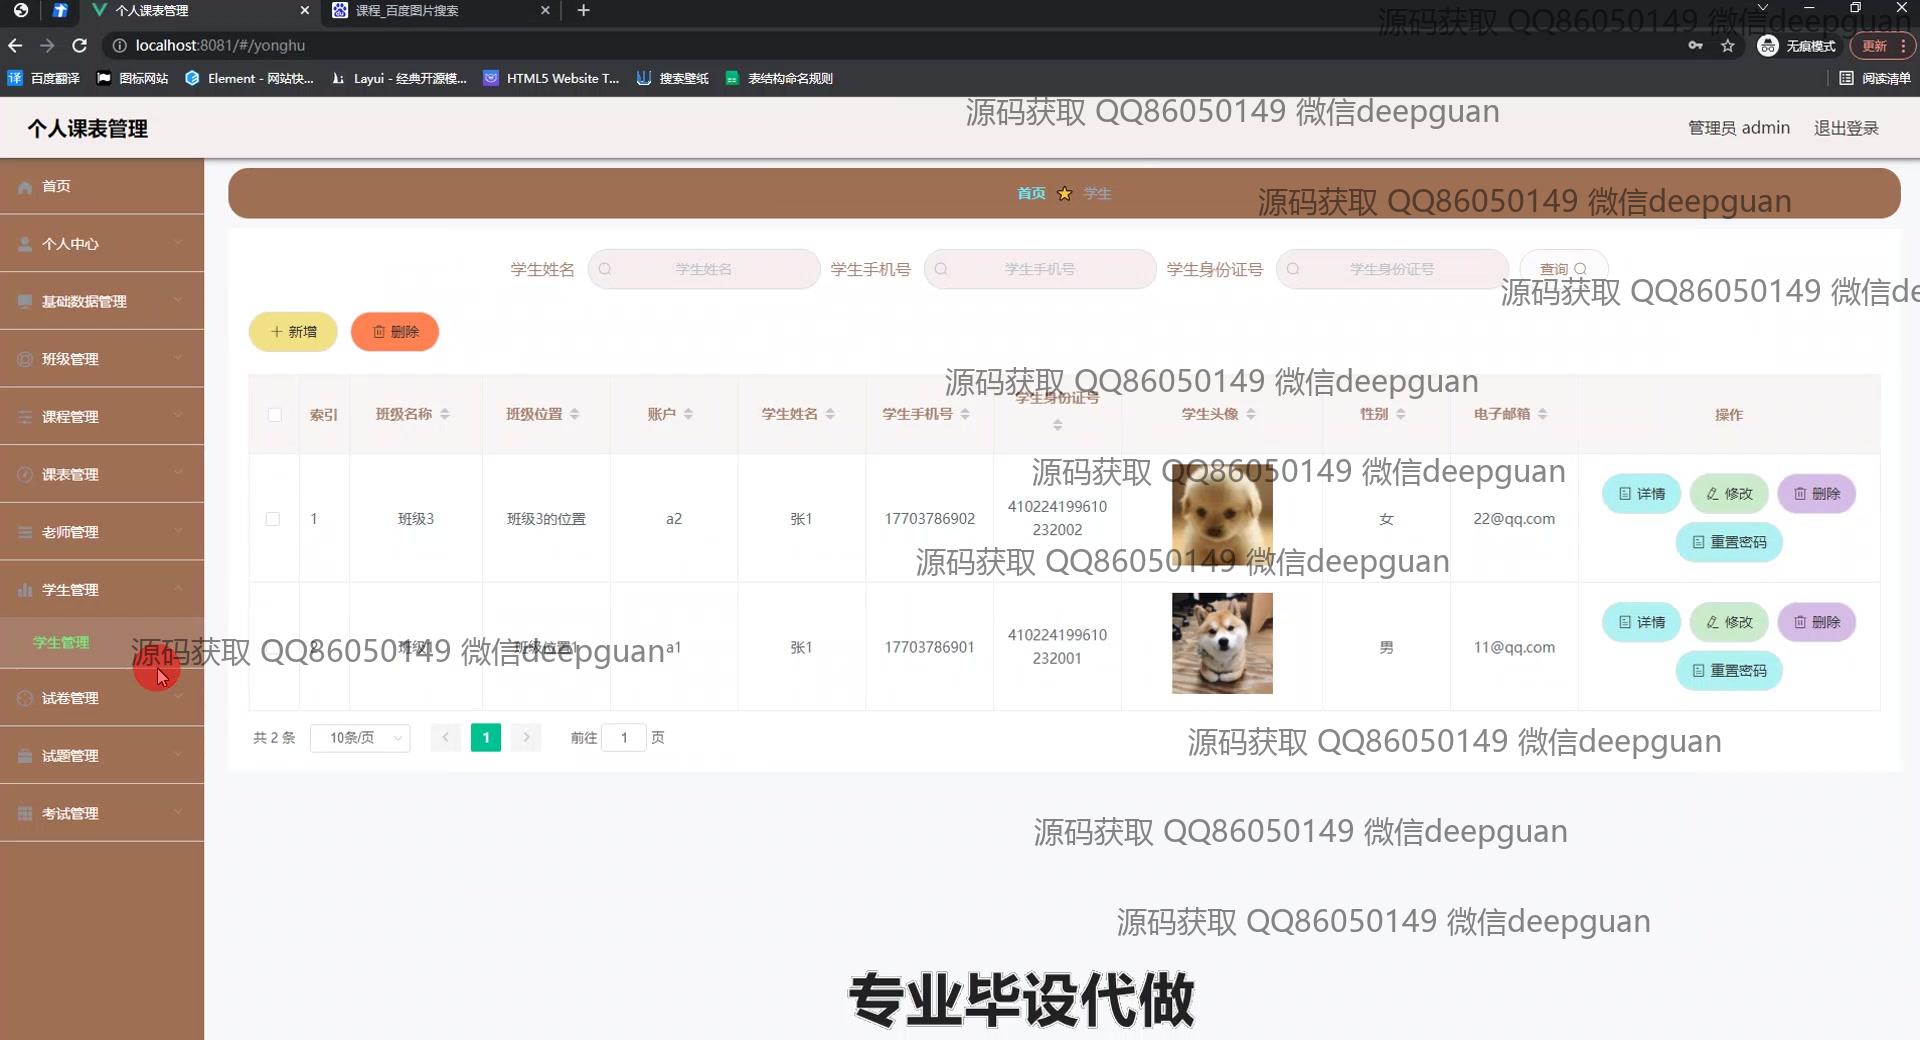 个人课表管理
课程_百度图片搜索
localhost:8081/#/yonghu
无痕模式
更新
百度翻译
图标网站
Element - 网站快...
Layui - 经典开源模...
HTML5 Website T...
搜索壁纸
表结构命名规则
阅读清单
源码获取 QQ86050149 微信deepguan
个人课表管理
源码获取 QQ86050149 微信deepguan
管理员 admin
退出登录
首页
个人中心
基础数据管理
班级管理
课程管理
课表管理
老师管理
学生管理
学生管理
试卷管理
试题管理
考试管理
首页 学生
源码获取 QQ86050149 微信deepguan
学生姓名 学生姓名 学生手机号 学生手机号 学生身份证号 学生身份证号 查询
源码获取 QQ86050149 微信de
新增 删除
源码获取 QQ86050149 微信deepguan
索引 班级名称 班级位置 账户 学生姓名 学生手机号 学生身份证号 学生头像 性别 电子邮箱 操作
源码获取 QQ86050149 微信deepguan
1 班级3 班级3的位置 a2 张1 17703786902 410224199610232002 女 22@qq.com 详情 修改 删除 重置密码
源码获取 QQ86050149 微信deepguan
2 班级1 班级位置1 a1 张1 17703786901 410224199610232001 男 11@qq.com 详情 修改 删除 重置密码
源码获取 QQ86050149 微信deepguan
共 2 条 10条/页 1 前往 1 页
源码获取 QQ86050149 微信deepguan
源码获取 QQ86050149 微信deepguan
源码获取 QQ86050149 微信deepguan
专业毕设代做